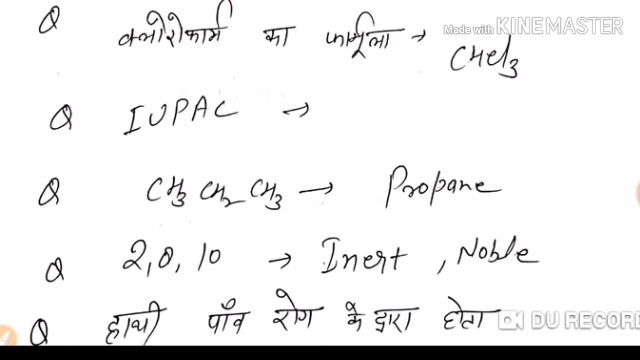 Made with KINEMASTER
Q क्लोरोफार्म का फार्मूला → CHCl3
Q IUPAC →
Q CH3 CH2 CH3 → Propane
Q 2,8,10 → Inert, Noble
Q हाथी पाँव रोग के द्वारा होता
DU RECORD